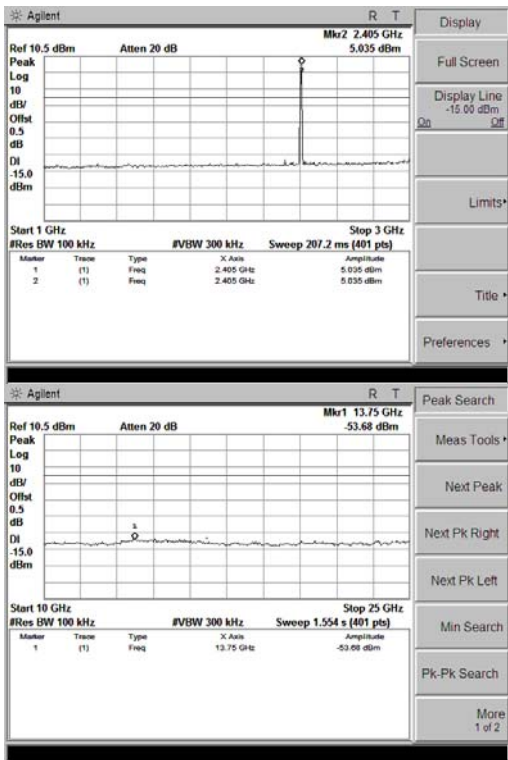 Agilent R T
Mkr2 2.405 GHz
Ref 10.5 dBm Atten 20 dB 5.035 dBm
Peak
Log
10
dB/
Offst
0.5
dB
DI
-15.0
dBm
Start 1 GHz Stop 3 GHz
#Res BW 100 kHz #VBW 300 kHz Sweep 207.2 ms (401 pts)
Marker Trace Type X Axis Amplitude
1 (1) Freq 2.405 GHz 5.035 dBm
2 (1) Freq 2.405 GHz 5.035 dBm
Display
Full Screen
Display Line
-15.00 dBm
On Off
Limits
Title
Preferences
Agilent R T
Mkr1 13.75 GHz
Ref 10.5 dBm Atten 20 dB -53.68 dBm
Peak
Log
10
dB/
Offst
0.5
dB
DI
-15.0
dBm
1
Start 10 GHz Stop 25 GHz
#Res BW 100 kHz #VBW 300 kHz Sweep 1.554 s (401 pts)
Marker Trace Type X Axis Amplitude
1 (1) Freq 13.75 GHz -53.68 dBm
Peak Search
Meas Tools
Next Peak
Next Pk Right
Next Pk Left
Min Search
Pk-Pk Search
More
1 of 2